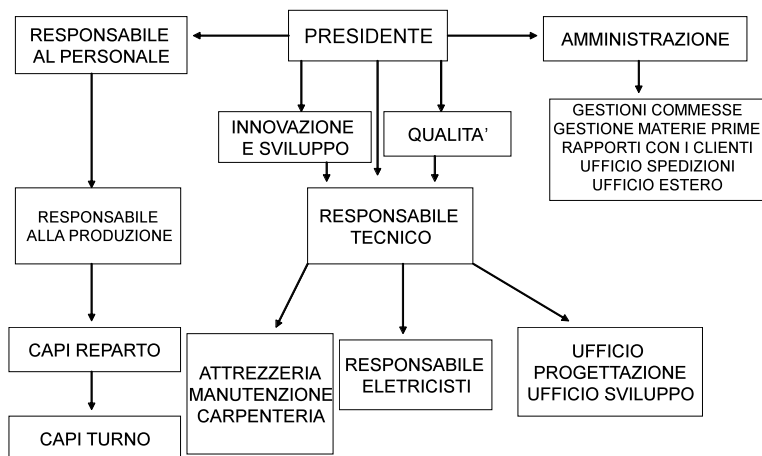 RESPONSABILE
AL PERSONALE
PRESIDENTE
AMMINISTRAZIONE
INNOVAZIONE
E SVILUPPO
QUALITA'
GESTIONI COMMESSE
GESTIONE MATERIE PRIME
RAPPORTI CON I CLIENTI
UFFICIO SPEDIZIONI
UFFICIO ESTERO
RESPONSABILE
ALLA PRODUZIONE
RESPONSABILE
TECNICO
CAPI REPARTO
ATTREZZERIA
MANUTENZIONE
CARPENTERIA
RESPONSABILE
ELETRICISTI
UFFICIO
PROGETTAZIONE
UFFICIO SVILUPPO
CAPI TURNO